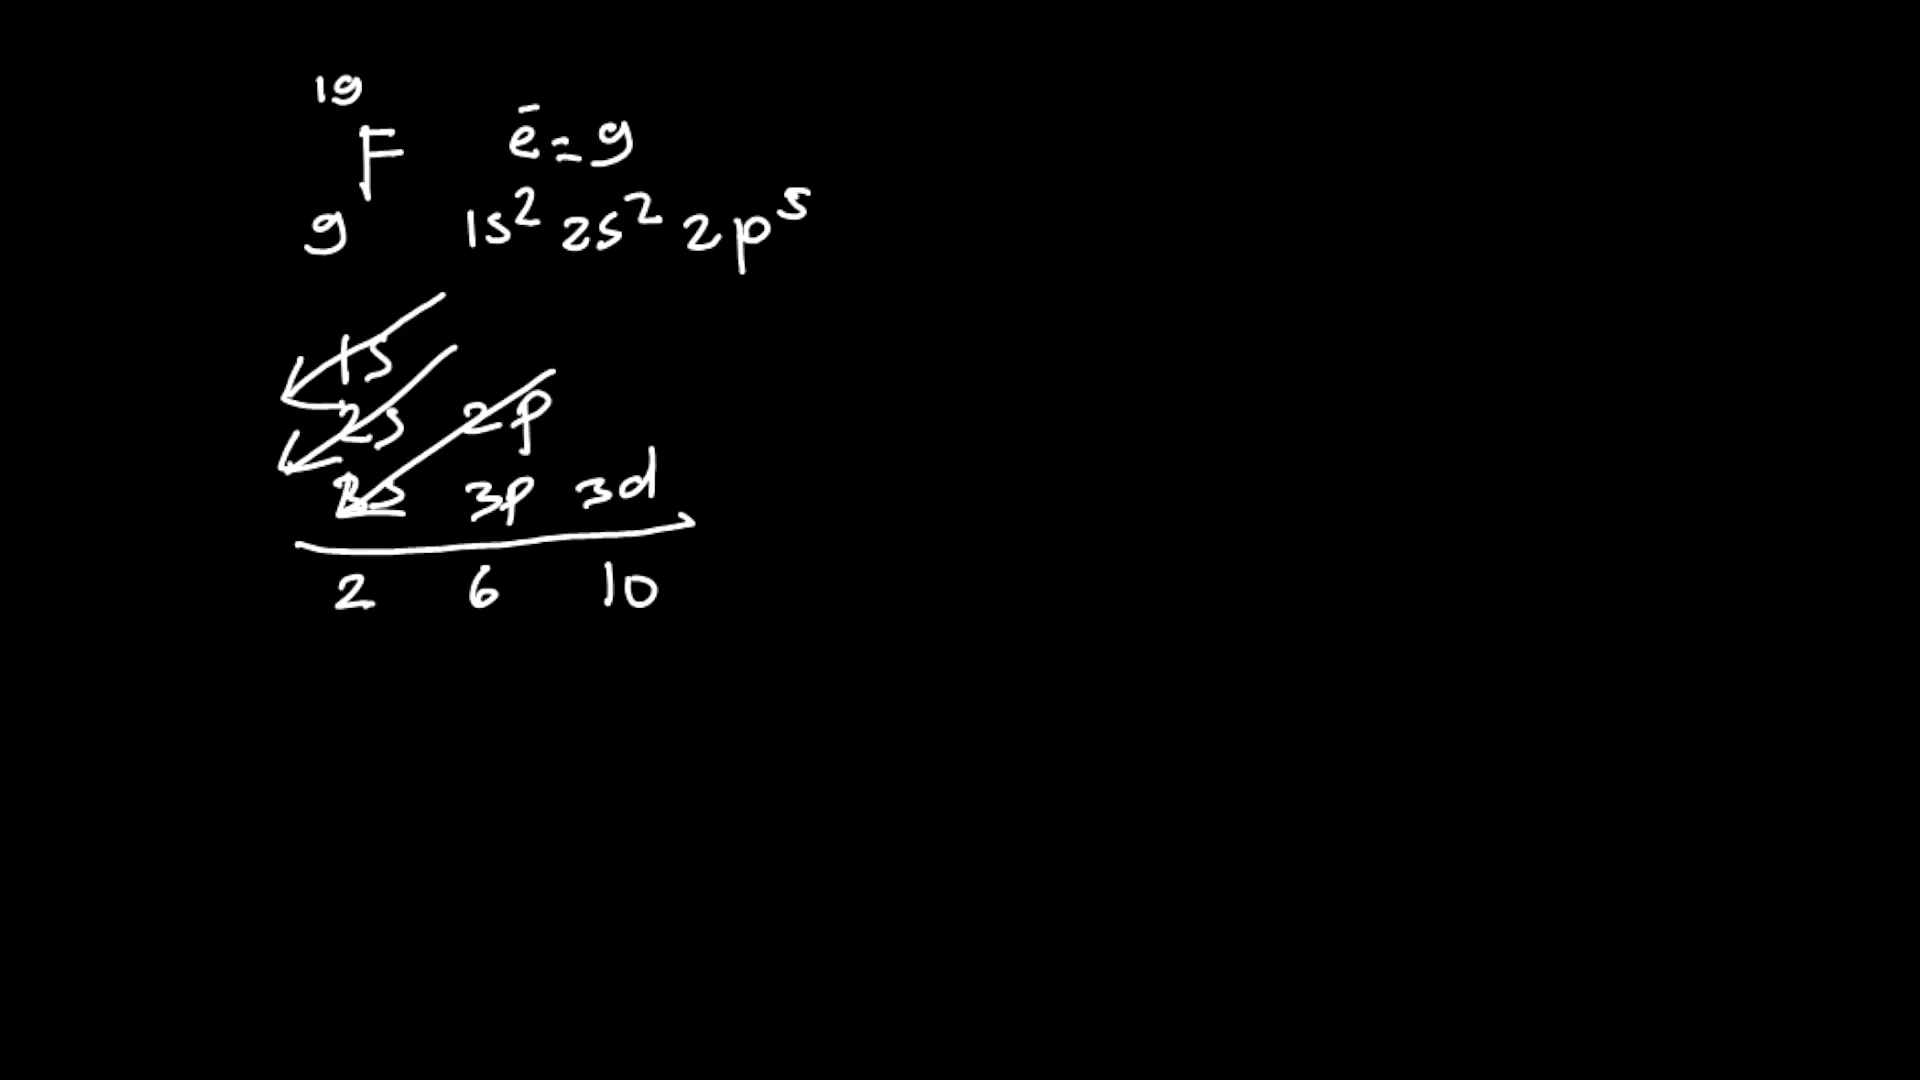 19
F e̅ = 9
9 1s² 2s² 2p⁵
1s
2s 2p
3s 3p 3d
2 6 10